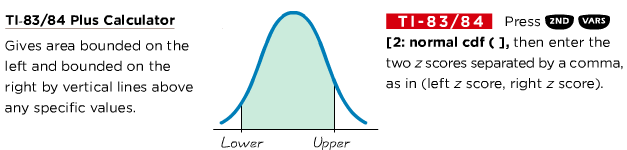 TI-83/84 Plus Calculator
Gives area bounded on the
left and bounded on the
right by vertical lines above
any specific values.
Lower Upper
TI-83/84 Press 2ND VARS
[2: normal cdf ( ], then enter the
two z scores separated by a comma,
as in (left z score, right z score).